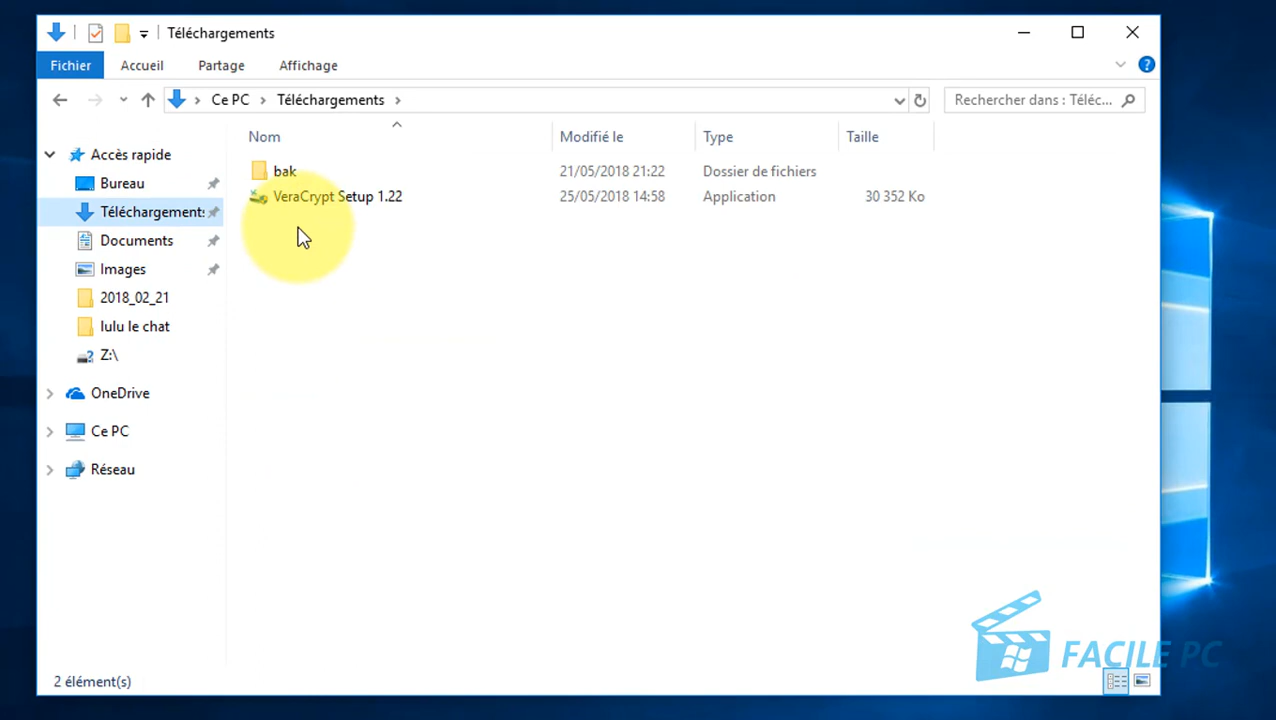 Téléchargements
Fichier Accueil Partage Affichage
Ce PC Téléchargements Rechercher dans : Téléc...
Nom Modifié le Type Taille
Accès rapide
Bureau
Téléchargements
Documents
Images
2018_02_21
lulu le chat
Z:\
OneDrive
Ce PC
Réseau
bak 21/05/2018 21:22 Dossier de fichiers
VeraCrypt Setup 1.22 25/05/2018 14:58 Application 30 352 Ko
FACILE PC
2 élément(s)